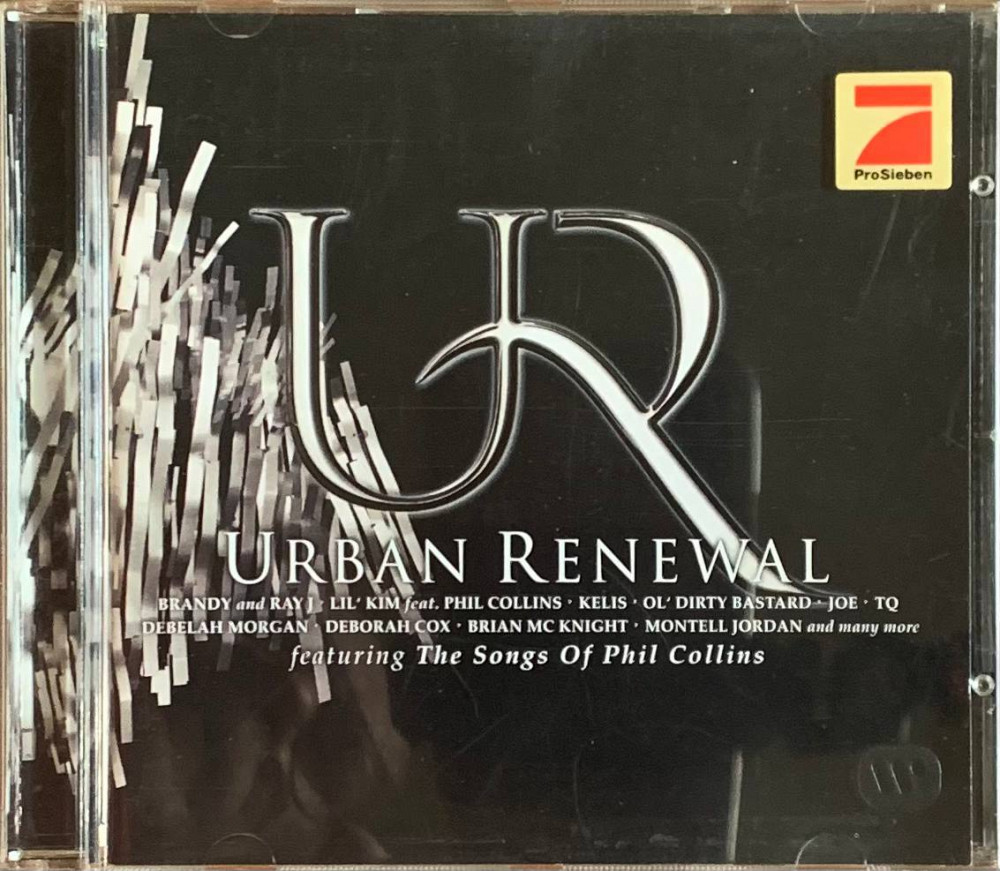 ProSieben
UR
URBAN RENEWAL
BRANDY and RAY J · LIL' KIM feat. PHIL COLLINS · KELIS · OL' DIRTY BASTARD · JOE · TQ
DEBELAH MORGAN · DEBORAH COX · BRIAN MC KNIGHT · MONTELL JORDAN and many more
featuring The Songs Of Phil Collins